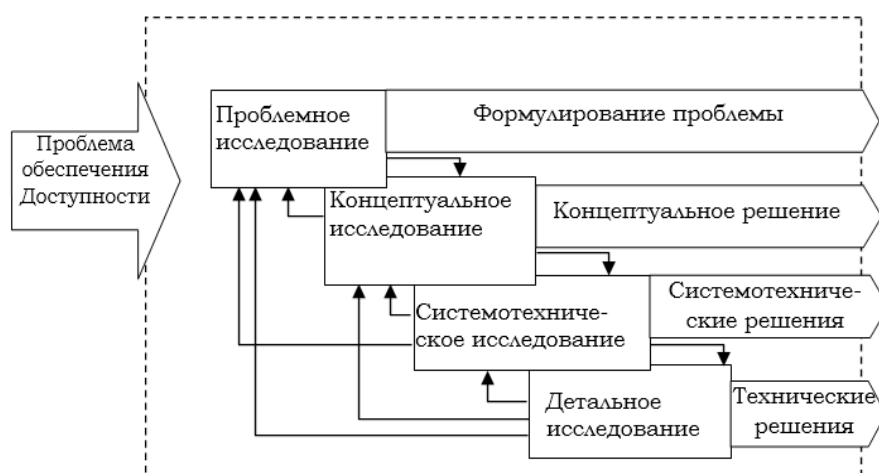 Проблема
обеспечения
Доступности
Проблемное
исследование
Формулирование проблемы
Концептуальное
исследование
Концептуальное решение
Системотехниче-
ское исследование
Системотехниче-
ские решения
Детальное
исследование
Технические
решения